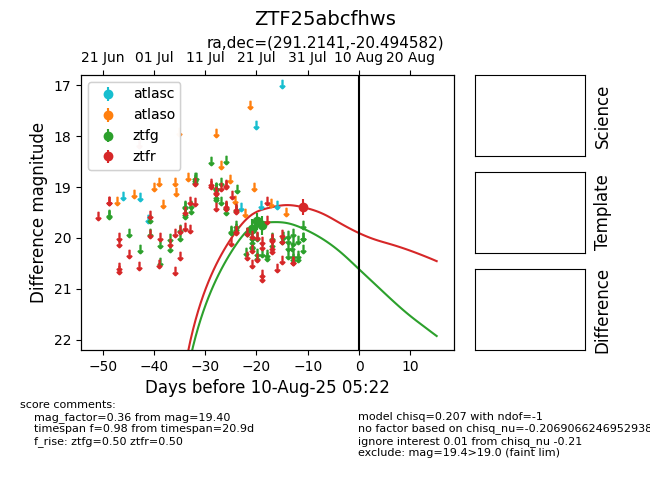 ZTF25abcfhws
ra,dec=(291.2141,-20.494582)
21 Jun 01 Jul 11 Jul 21 Jul 31 Jul 10 Aug 20 Aug
atlasc
atlaso
ztfg
ztfr
17
18
19
20
21
22
Difference magnitude
−50 −40 −30 −20 −10 0 10
Days before 10-Aug-25 05:22
Science
Template
Difference
score comments:
mag_factor=0.36 from mag=19.40
timespan f=0.98 from timespan=20.9d
f_rise: ztfg=0.50 ztfr=0.50
model chisq=0.207 with ndof=-1
no factor based on chisq_nu=-0.2069066246952938
ignore interest 0.01 from chisq_nu -0.21
exclude: mag=19.4>19.0 (faint lim)